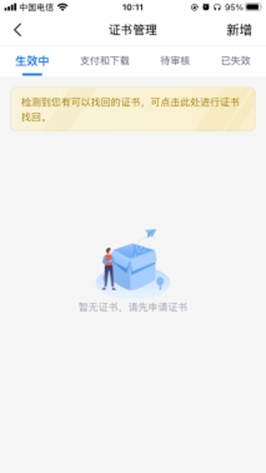 中国电信 10:11 95%
证书管理 新增
生效中 支付和下载 待审核 已失效
检测到您有可以找回的证书，可点击此处进行证书
找回。
暂无证书，请先申请证书